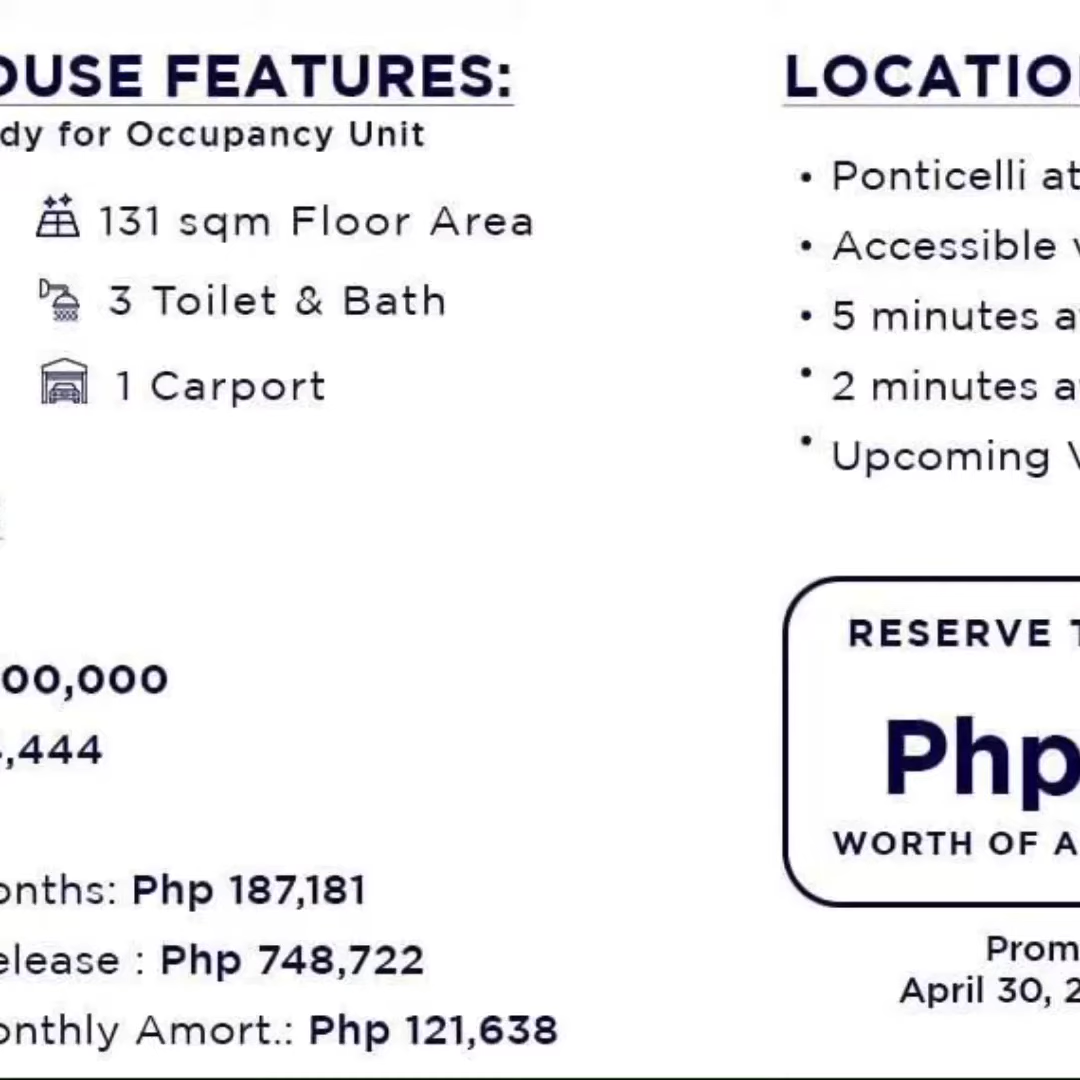 OUSE FEATURES:
dy for Occupancy Unit
131 sqm Floor Area
3 Toilet & Bath
1 Carport
00,000
,444
onths: Php 187,181
elease : Php 748,722
onthly Amort.: Php 121,638
LOCATIO
• Ponticelli at
• Accessible
• 5 minutes a
• 2 minutes a
• Upcoming V
RESERVE T
Php
WORTH OF A
Prom
April 30, 2